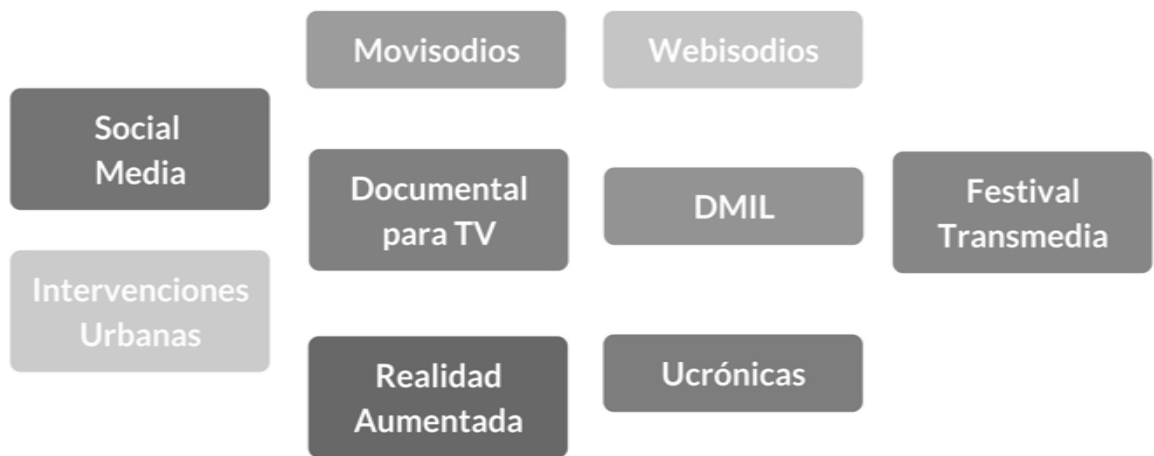 Social
Media
Intervenciones
Urbanas
Movisodios
Documental
para TV
Realidad
Aumentada
Webisodios
DMIL
Ucrónicas
Festival
Transmedia